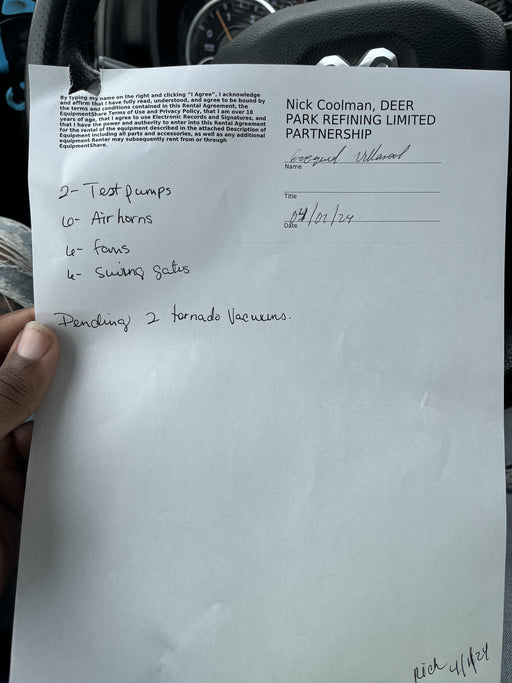 By typing my name on the right and clicking "I Agree", I acknowledge
and affirm that I have fully read, understood, and agree to be bound by
the terms and conditions contained in this Rental Agreement, the
EquipmentShare Terms of Use and Privacy Policy, that I am over 18
years of age, that I agree to use Electronic Records and Signatures, and
that I have the power and authority to enter into this Rental Agreement
for the rental of the equipment described in the attached Description of
Equipment including all parts and accessories, as well as any additional
equipment Renter may subsequently rent from or through
EquipmentShare.
Nick Coolman, DEER
PARK REFINING LIMITED
PARTNERSHIP
Name
Title
04/02/24
Date
2- Test pumps
6- Air horns
6- fans
6- Swing gates
Pending 2 tornado Vacuums.
Rich 4/1/24